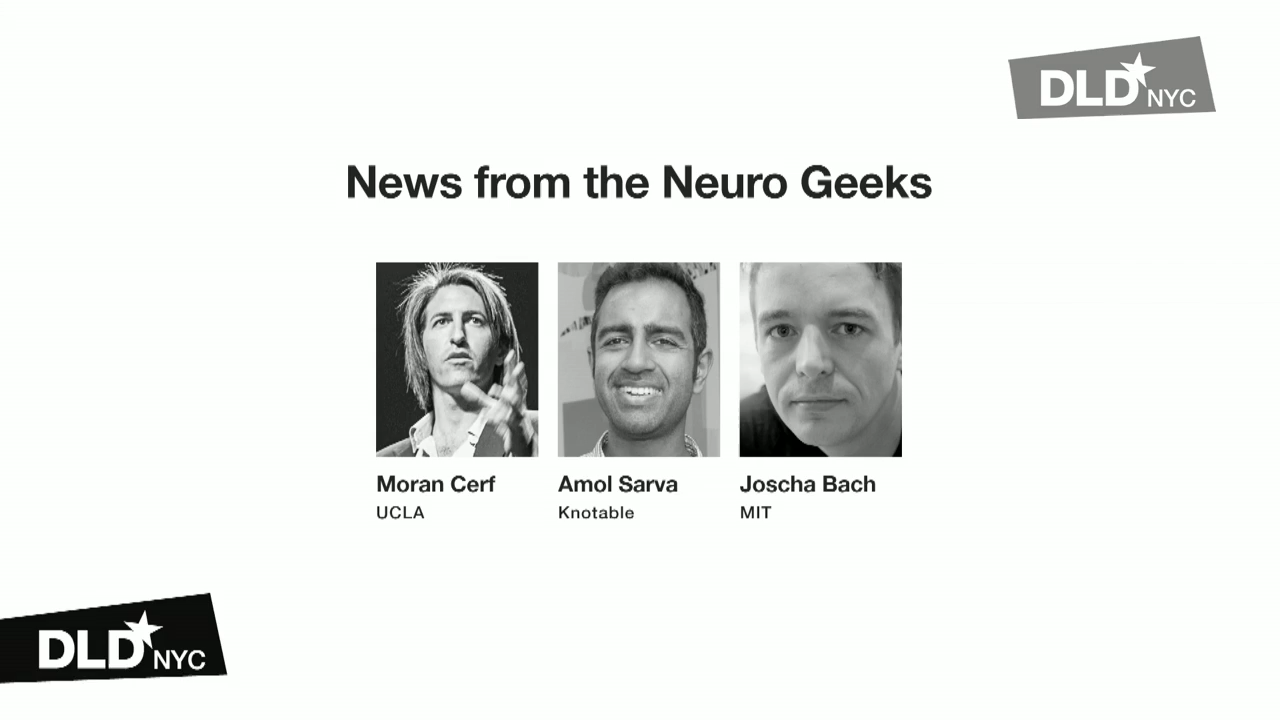 DLD NYC
News from the Neuro Geeks
Moran Cerf
UCLA
Amol Sarva
Knotable
Joscha Bach
MIT
DLD NYC